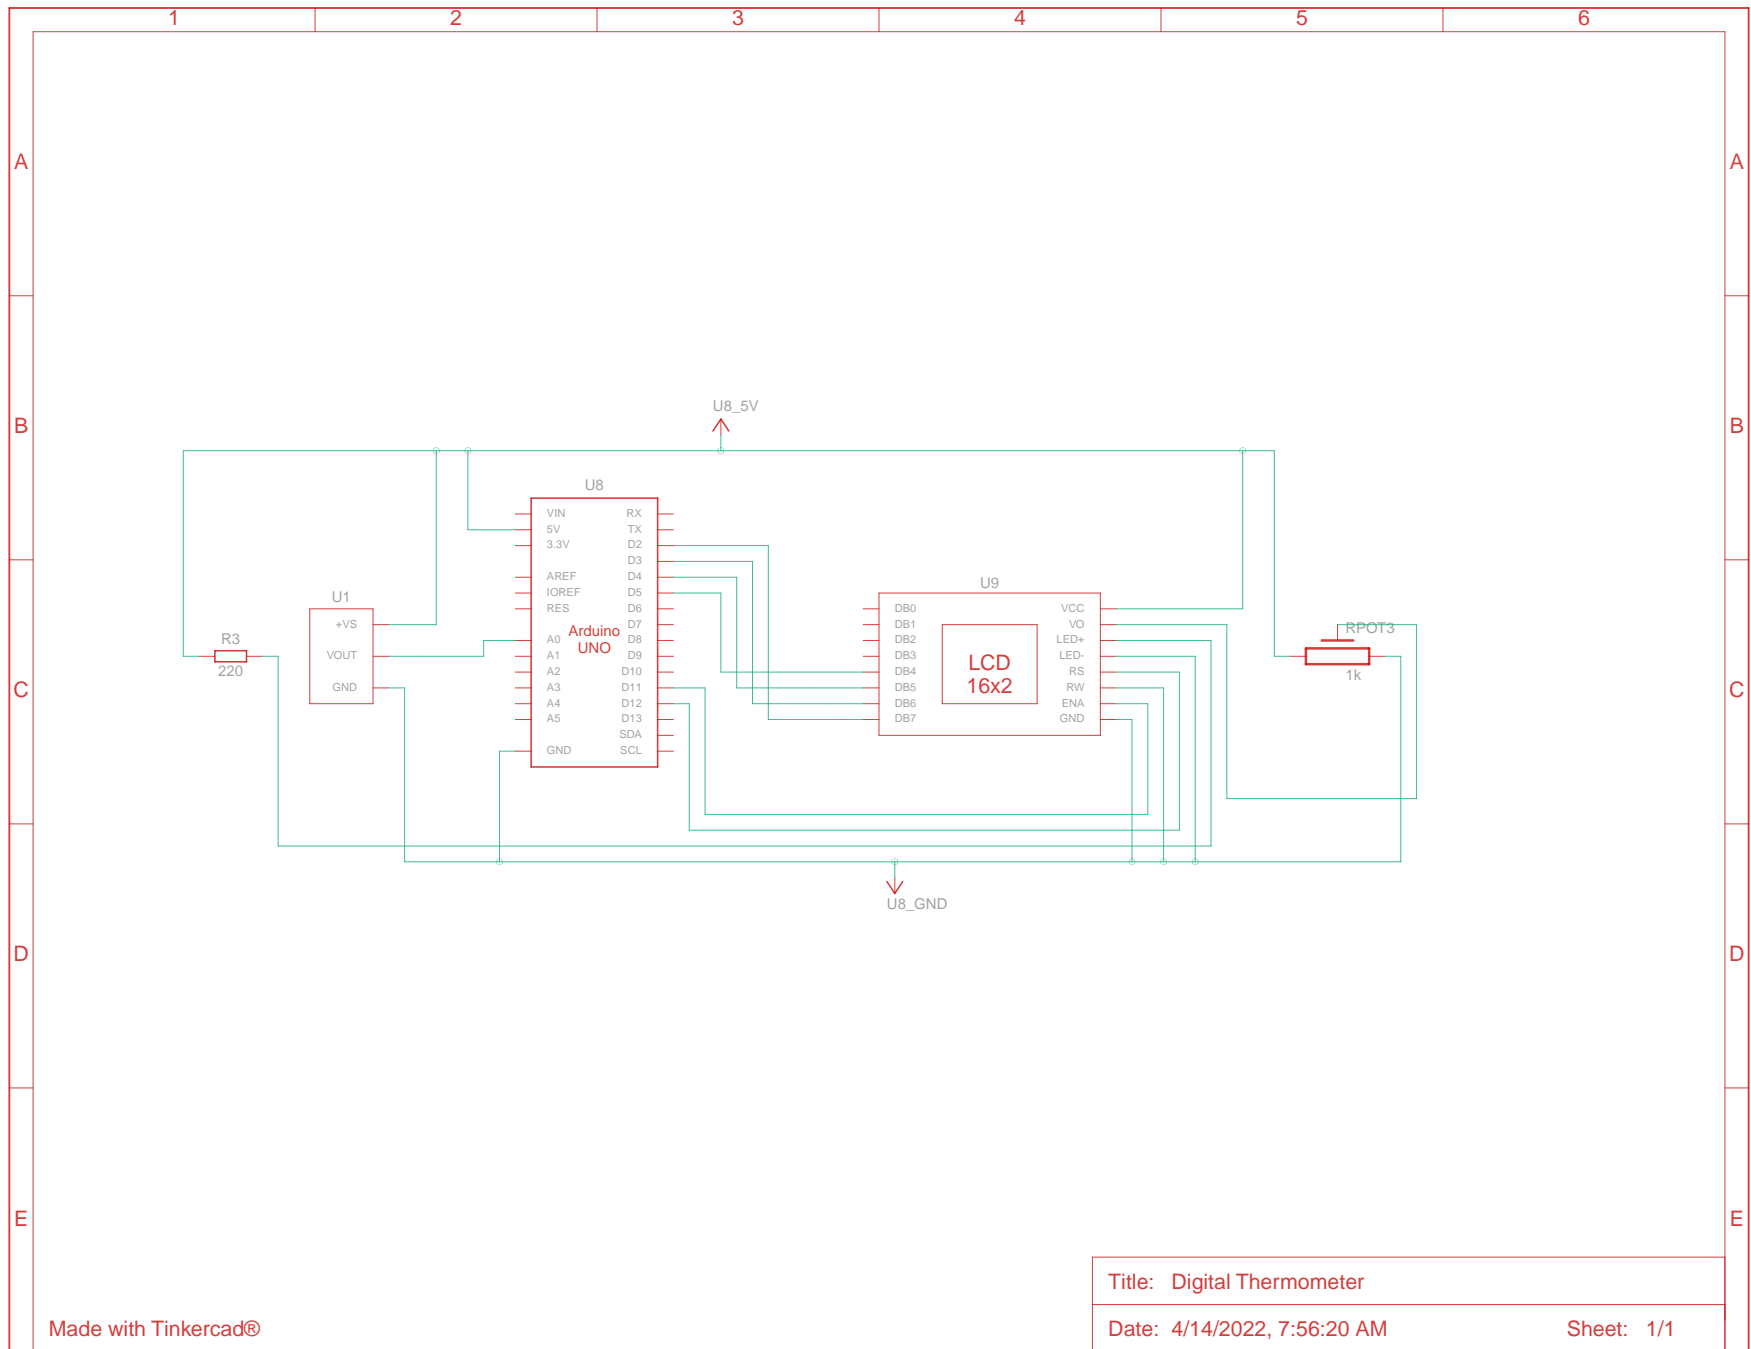 1 2 3 4 5 6
A A
B B
C C
D D
E E
U8_5V
U8
VIN RX
5V TX
3.3V D2
D3
AREF D4
IOREF D5
RES D6
D7
A0 D8
A1 D9
A2 D10
A3 D11
A4 D12
A5 D13
SDA
GND SCL
Arduino
UNO
U1
+VS
VOUT
GND
R3
220
U9
DB0 VCC
DB1 VO
DB2 LED+
DB3 LED-
DB4 RS
DB5 RW
DB6 ENA
DB7 GND
LCD
16x2
RPOT3
1k
U8_GND
Title: Digital Thermometer
Made with Tinkercad®
Date: 4/14/2022, 7:56:20 AM Sheet: 1/1